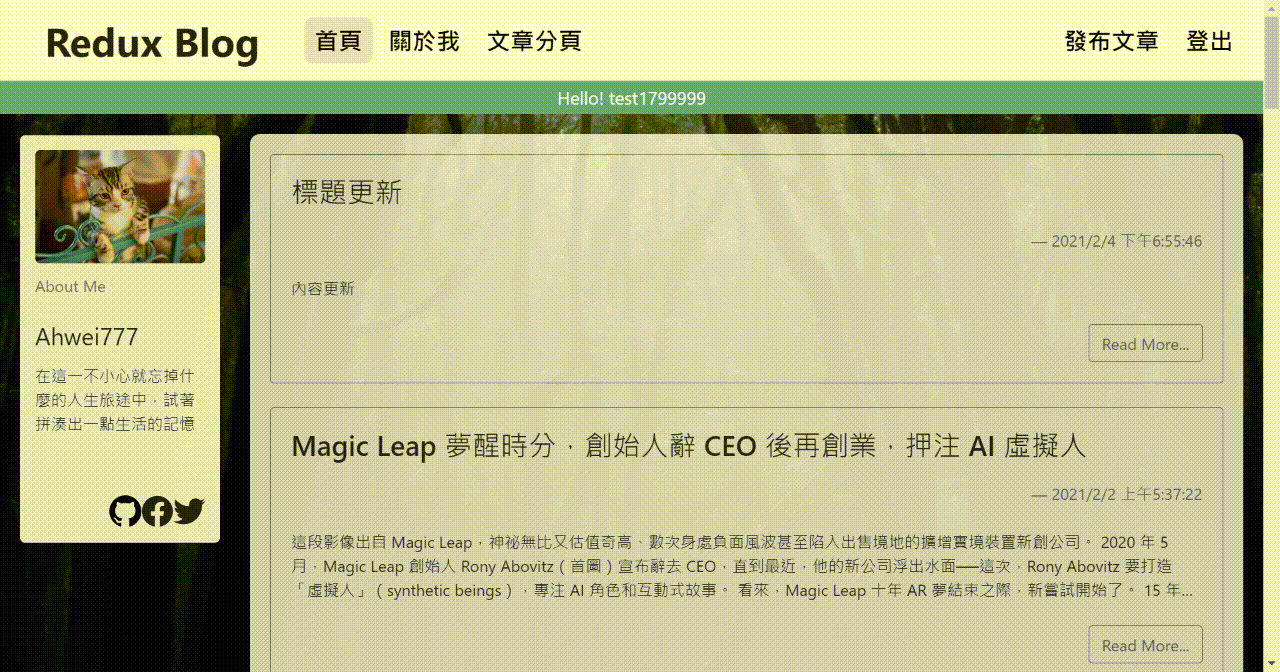 Redux Blog 首頁 關於我 文章分頁 發布文章 登出
Hello! test1799999
About Me
Ahwei777
在這一不小心就忘掉什
麼的人生旅途中，試著
拼湊出一點生活的記憶
標題更新
— 2021/2/4 下午6:55:46
內容更新
Read More...
Magic Leap 夢醒時分，創始人辭 CEO 後再創業，押注 AI 虛擬人
— 2021/2/2 上午5:37:22
這段影像出自 Magic Leap，神祕無比又估值奇高、數次身處負面風波甚至陷入出售境地的擴增實境裝置新創公司。 2020 年 5
月，Magic Leap 創始人 Rony Abovitz（首圖）宣布辭去 CEO，直到最近，他的新公司浮出水面──這次，Rony Abovitz 要打造
「虛擬人」（synthetic beings），專注 AI 角色和互動式故事。 看來，Magic Leap 十年 AR 夢結束之際，新嘗試開始了。 15 年...
Read More...